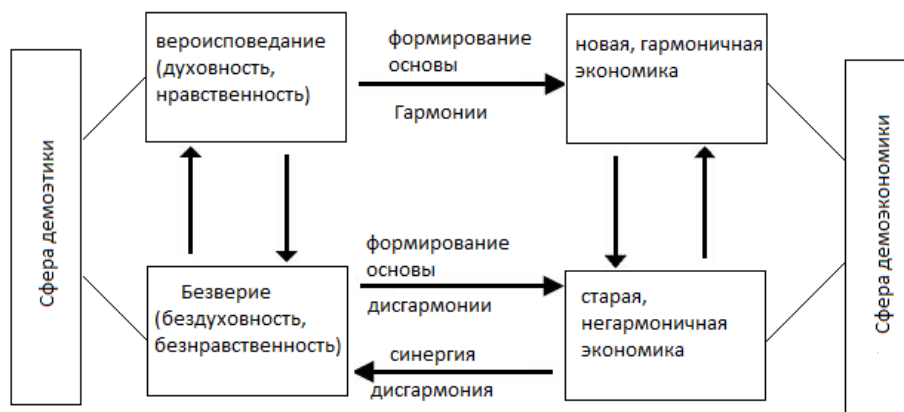 Сфера демоэтики
вероисповедание
(духовность,
нравственность)
формирование
основы
Гармонии
новая, гармоничная
экономика
Безверие
(бездуховность,
безнравственность)
формирование
основы
дисгармонии
синергия
дисгармония
старая,
негармоничная
экономика
Сфера демоэкономики